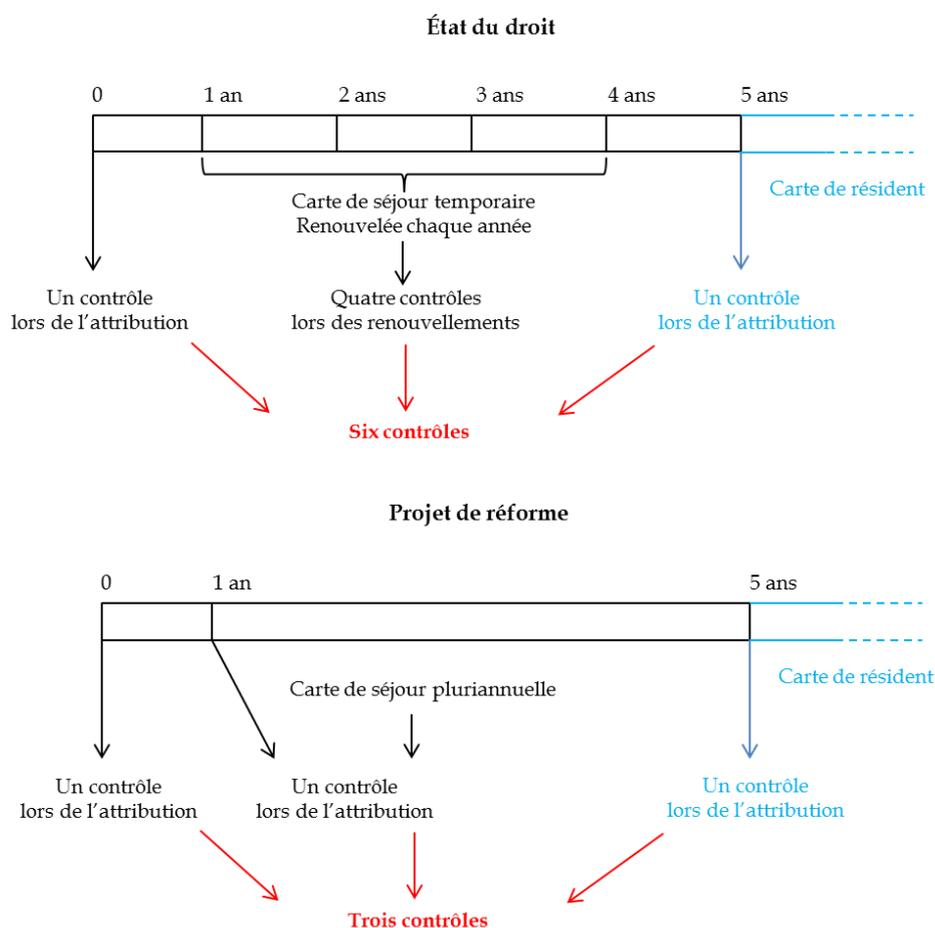 État du droit
0 1 an 2 ans 3 ans 4 ans 5 ans
Carte de résident
Carte de séjour temporaire
Renouvelée chaque année
Un contrôle
lors de l'attribution
Quatre contrôles
lors des renouvellements
Un contrôle
lors de l'attribution
Six contrôles
Projet de réforme
0 1 an 5 ans
Carte de résident
Carte de séjour pluriannuelle
Un contrôle
lors de l'attribution
Un contrôle
lors de l'attribution
Un contrôle
lors de l'attribution
Trois contrôles